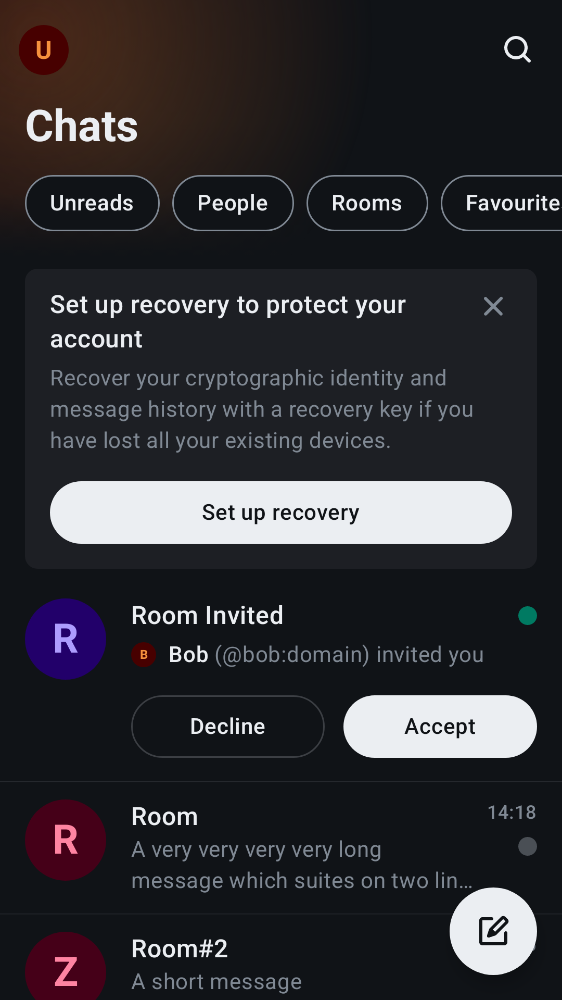 U
Chats
Unreads People Rooms Favourite
Set up recovery to protect your
account
Recover your cryptographic identity and
message history with a recovery key if you
have lost all your existing devices.
Set up recovery
R
Room Invited
B Bob (@bob:domain) invited you
Decline Accept
R
Room 14:18
A very very very very long
message which suites on two lin…
Z
Room#2
A short message